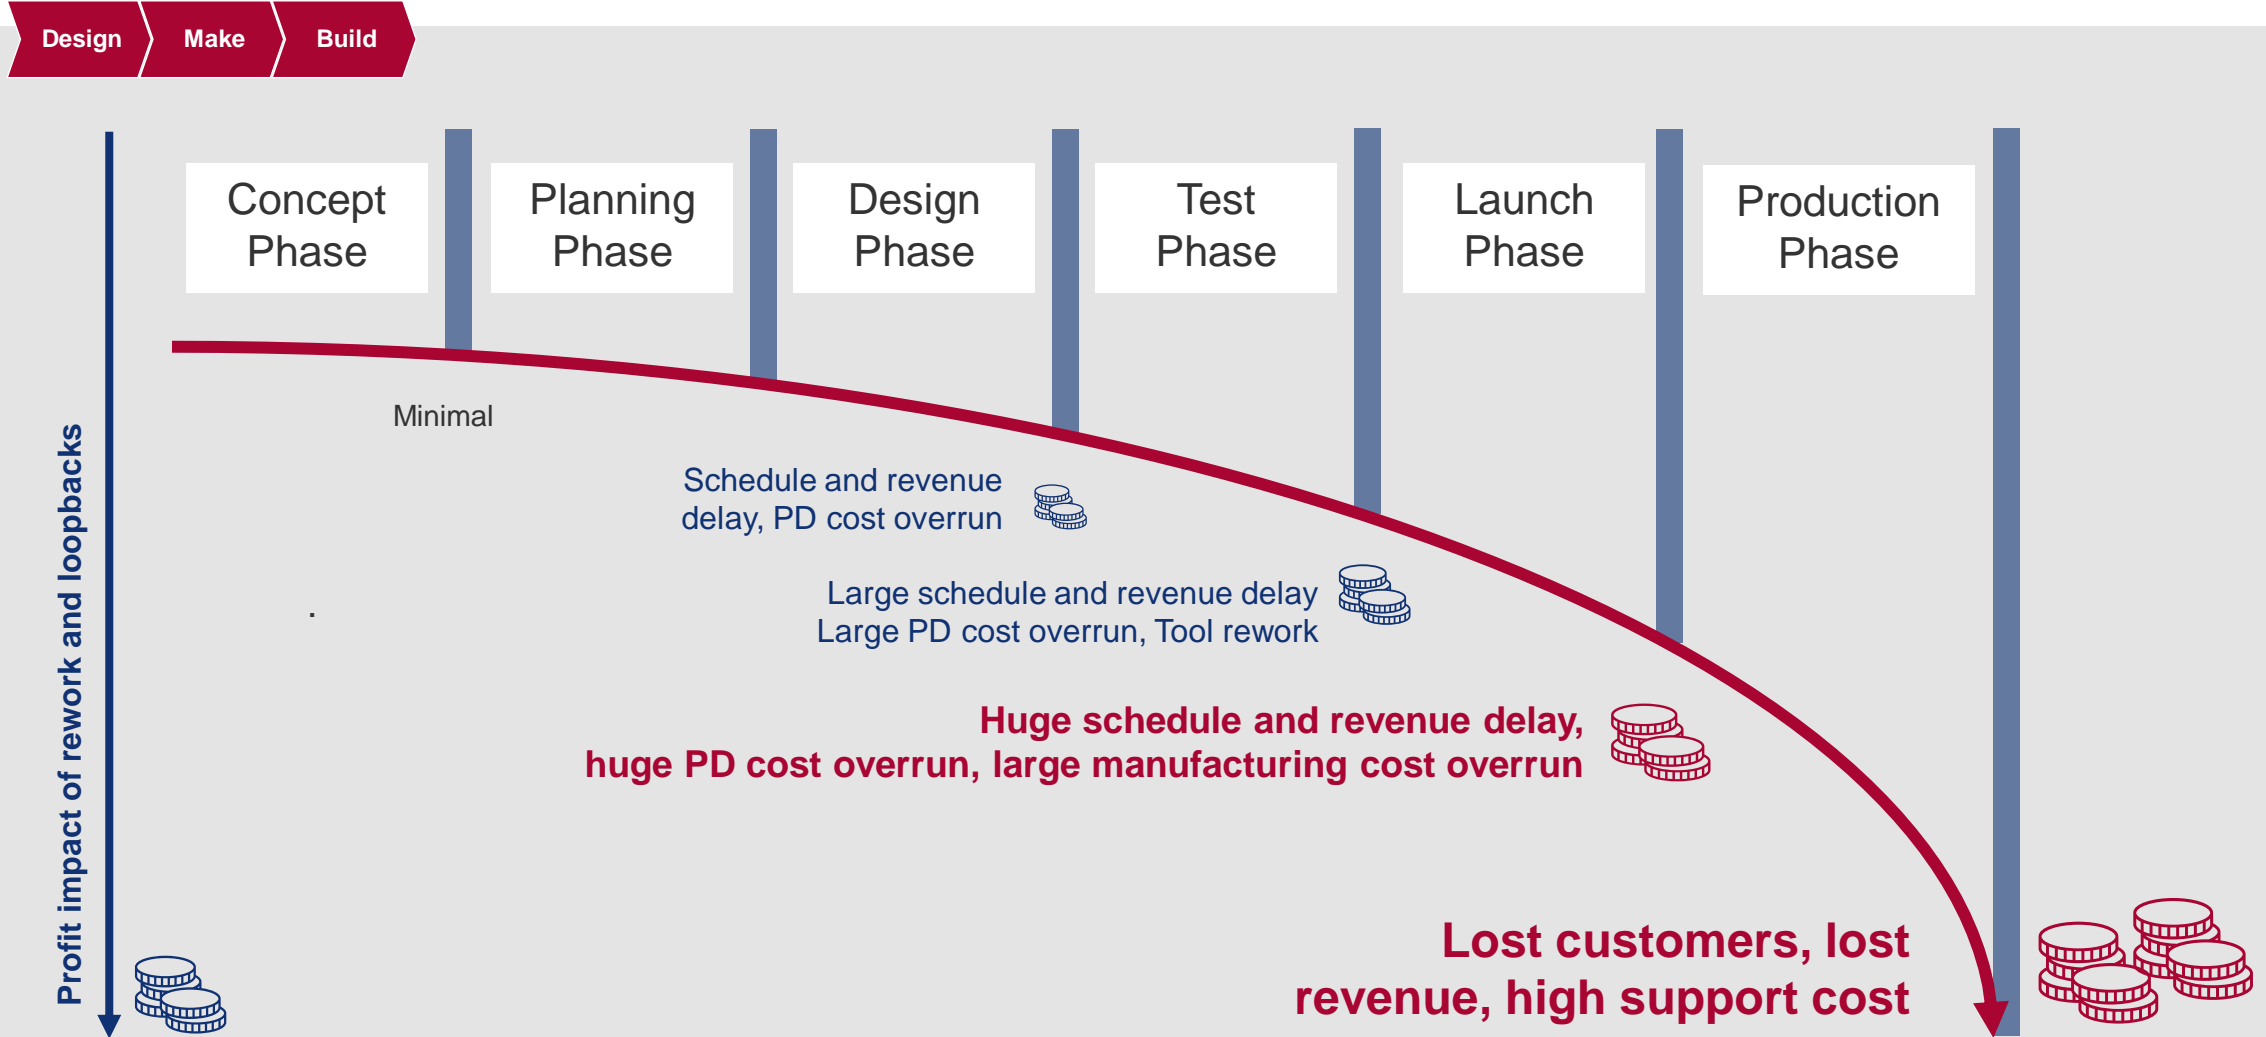 Design
Make
Build
Concept
Phase
Planning
Phase
Design
Phase
Test
Phase
Launch
Phase
Production
Phase
Profit impact of rework and loopbacks
Minimal
Schedule and revenue
delay, PD cost overrun
Large schedule and revenue delay
Large PD cost overrun, Tool rework
.
Huge schedule and revenue delay,
huge PD cost overrun, large manufacturing cost overrun
Lost customers, lost
revenue, high support cost